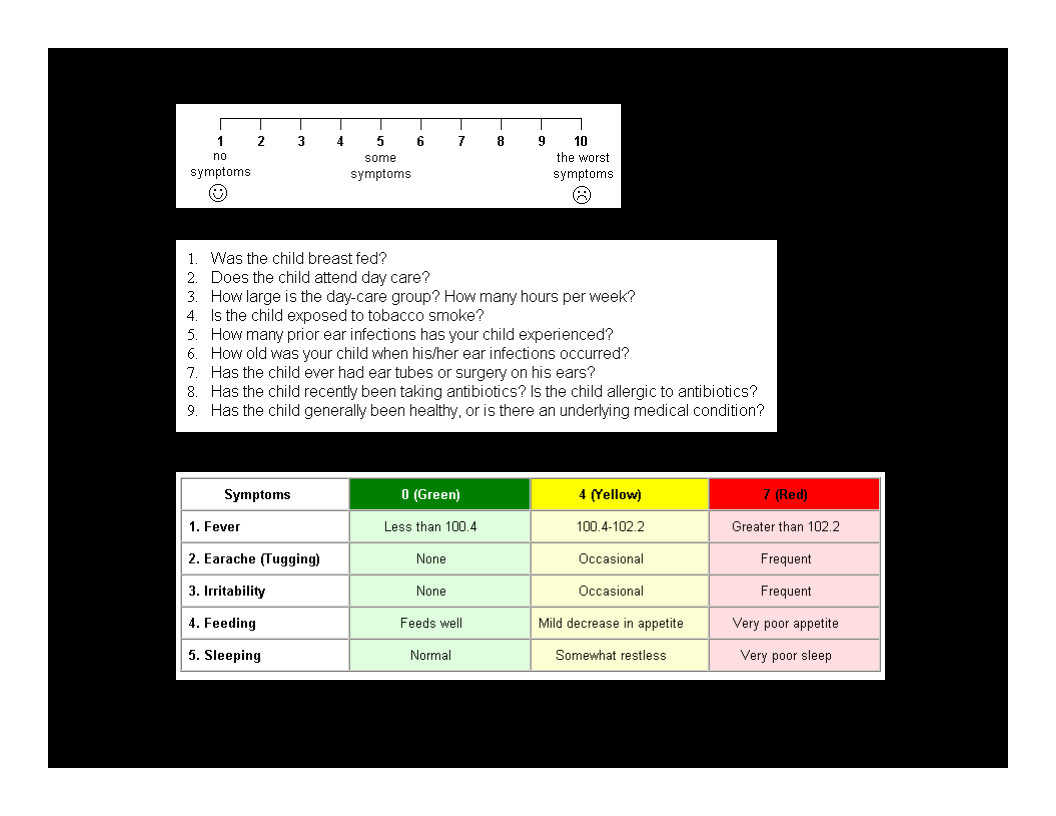 1 2 3 4 5 6 7 8 9 10
no some the worst
symptoms symptoms symptoms
1. Was the child breast fed?
2. Does the child attend day care?
3. How large is the day-care group? How many hours per week?
4. Is the child exposed to tobacco smoke?
5. How many prior ear infections has your child experienced?
6. How old was your child when his/her ear infections occurred?
7. Has the child ever had ear tubes or surgery on his ears?
8. Has the child recently been taking antibiotics? Is the child allergic to antibiotics?
9. Has the child generally been healthy, or is there an underlying medical condition?
Symptoms 0 (Green) 4 (Yellow) 7 (Red)
1. Fever Less than 100.4 100.4-102.2 Greater than 102.2
2. Earache (Tugging) None Occasional Frequent
3. Irritability None Occasional Frequent
4. Feeding Feeds well Mild decrease in appetite Very poor appetite
5. Sleeping Normal Somewhat restless Very poor sleep